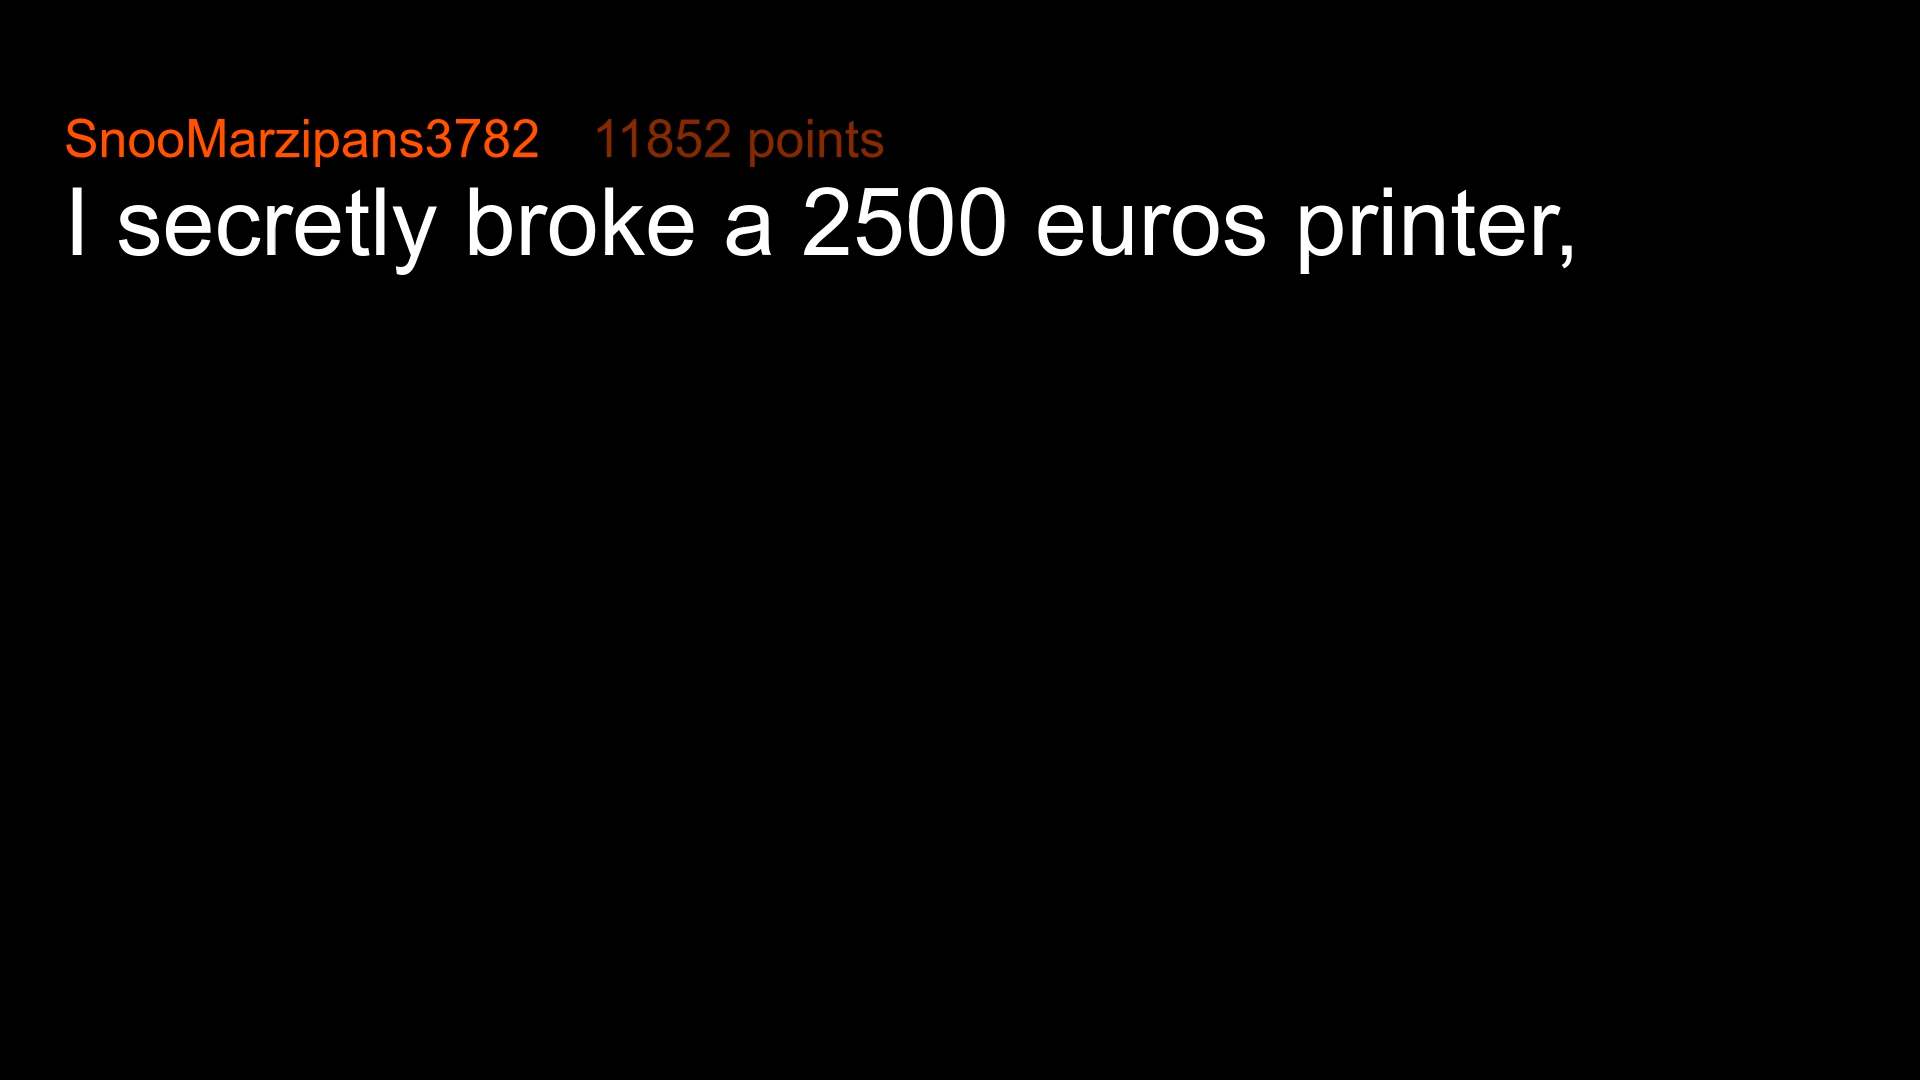 SnooMarzipans3782 11852 points
I secretly broke a 2500 euros printer,